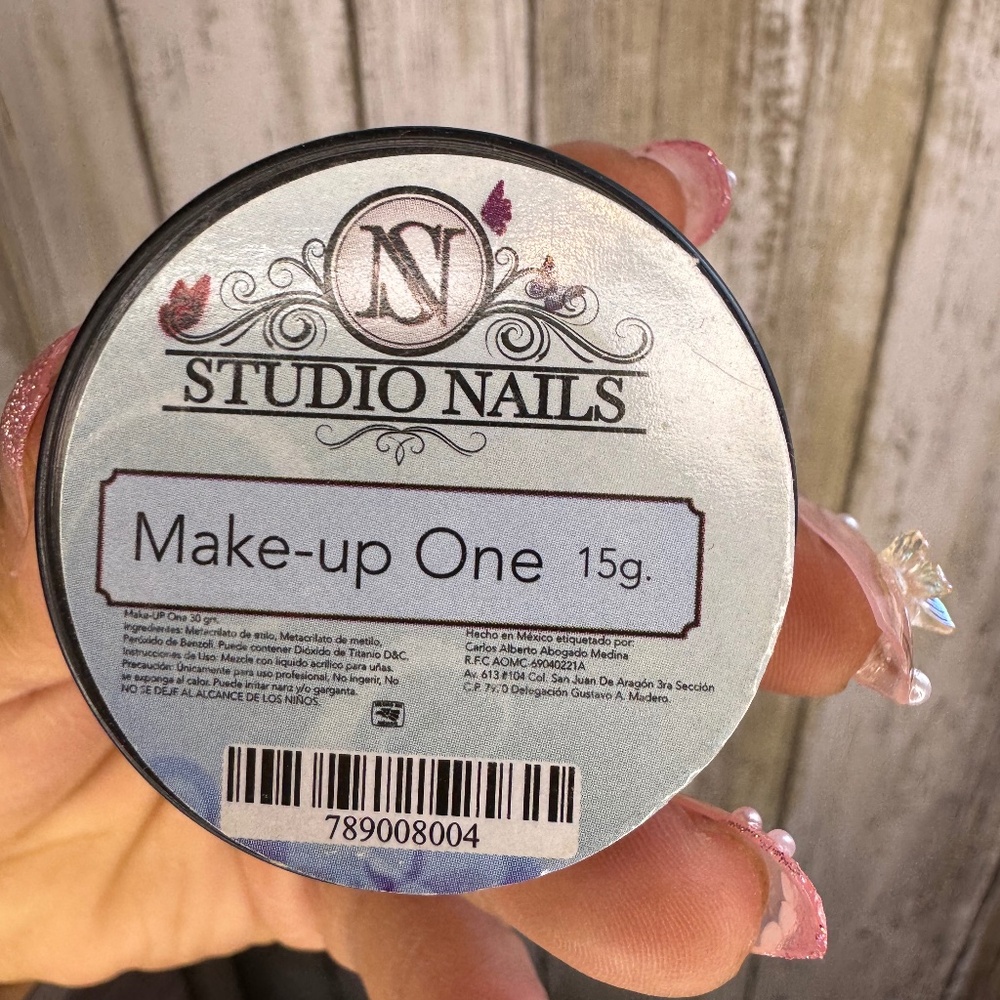 NS
STUDIO NAILS
Make-up One 15g.
Make-UP One 30 gm.
Ingredientes: Metacrilato de etilo, Metacrilato de metilo,
Peróxido de Benzoli. Puede contener Dióxido de Titanio D&C.
Instrucciones de Uso: Mezcle con liquido acrílico para uñas.
Precaución: Únicamente para uso profesional, No ingerir, No
se exponga al calor. Puede irritar nariz y/o garganta.
NO SE DEJE AL ALCANCE DE LOS NIÑOS.
Hecho en México etiquetado por:
Carlos Alberto Abogado Medina
R.F.C AOMC-69040221A
Av. 613 #104 Col. San Juan De Aragón 3ra Sección
C.P. Delegación Gustavo A. Madero.
789008004